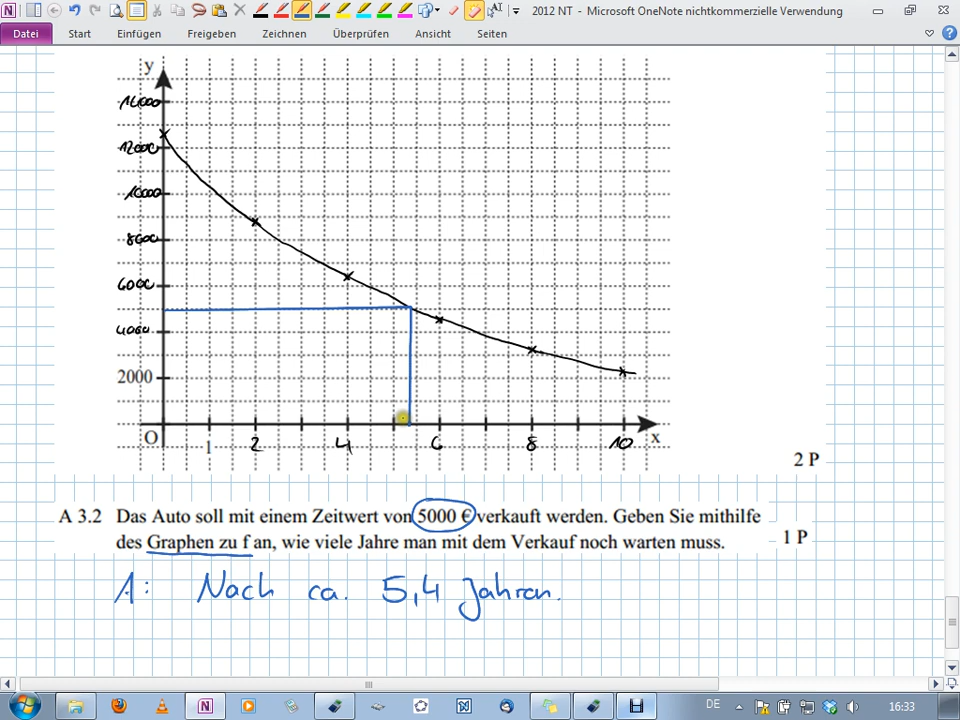 2012 NT - Microsoft OneNote nichtkommerzielle Verwendung
Datei Start Einfügen Freigeben Zeichnen Überprüfen Ansicht Seiten
y
14000
12000
10000
8000
6000
4000
2000
O 1 2 4 6 8 10 x
2 P
A 3.2 Das Auto soll mit einem Zeitwert von 5000 € verkauft werden. Geben Sie mithilfe
des Graphen zu f an, wie viele Jahre man mit dem Verkauf noch warten muss. 1 P
A: Nach ca. 5,4 Jahren.
DE 16:33